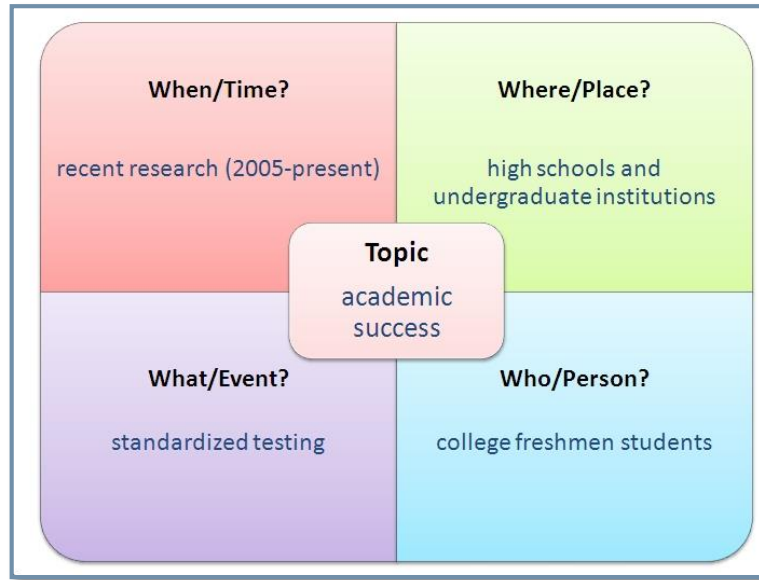 When/Time?
recent research (2005-present)
Where/Place?
high schools and
undergraduate institutions
Topic
academic
success
What/Event?
standardized testing
Who/Person?
college freshmen students